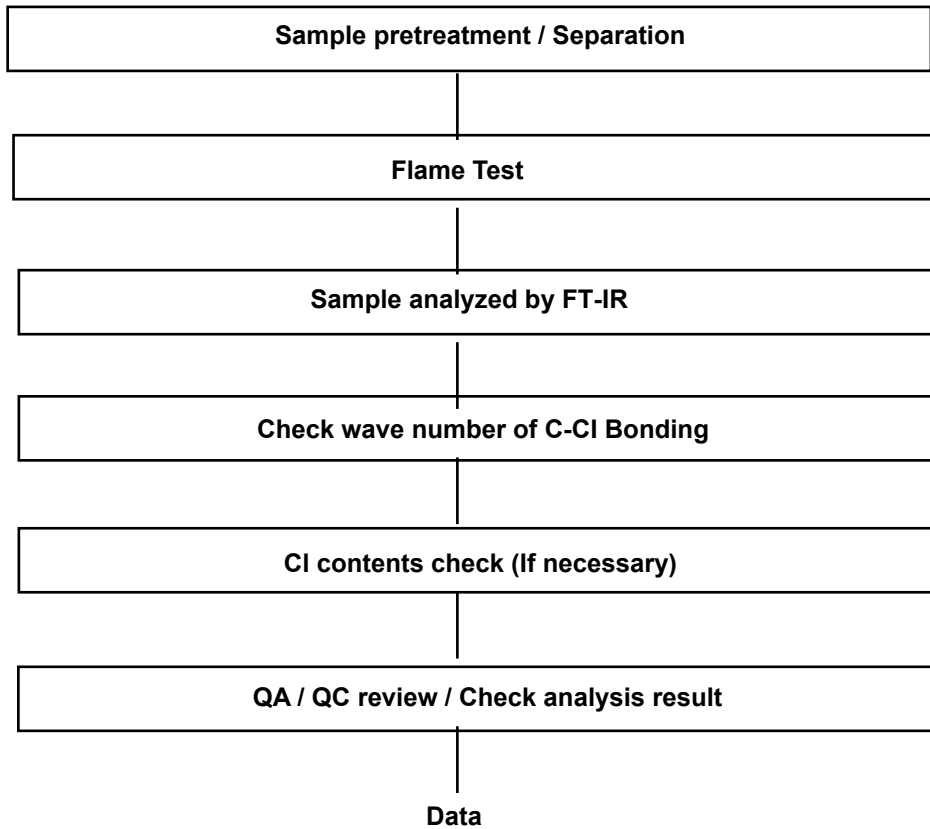 Sample pretreatment / Separation
Flame Test
Sample analyzed by FT-IR
Check wave number of C-Cl Bonding
Cl contents check (If necessary)
QA / QC review / Check analysis result
Data